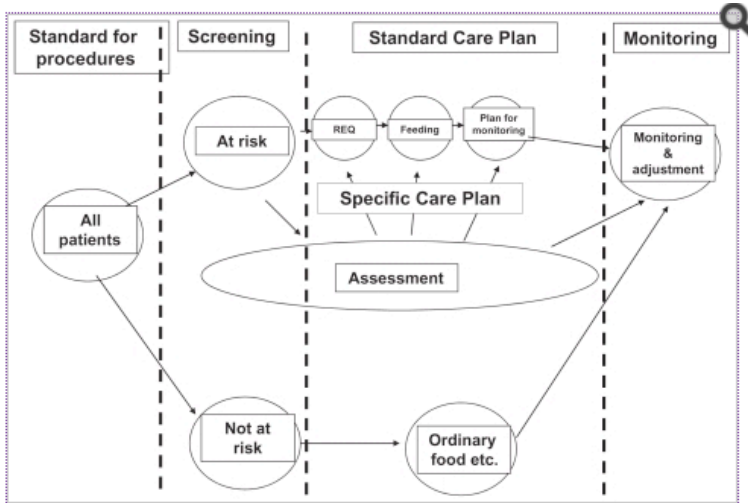 Standard for
procedures
Screening
Standard Care Plan
Monitoring
At risk
REQ
Feeding
Plan for
monitoring
Monitoring
&
adjustment
Specific Care Plan
All
patients
Assessment
Not at
risk
Ordinary
food etc.